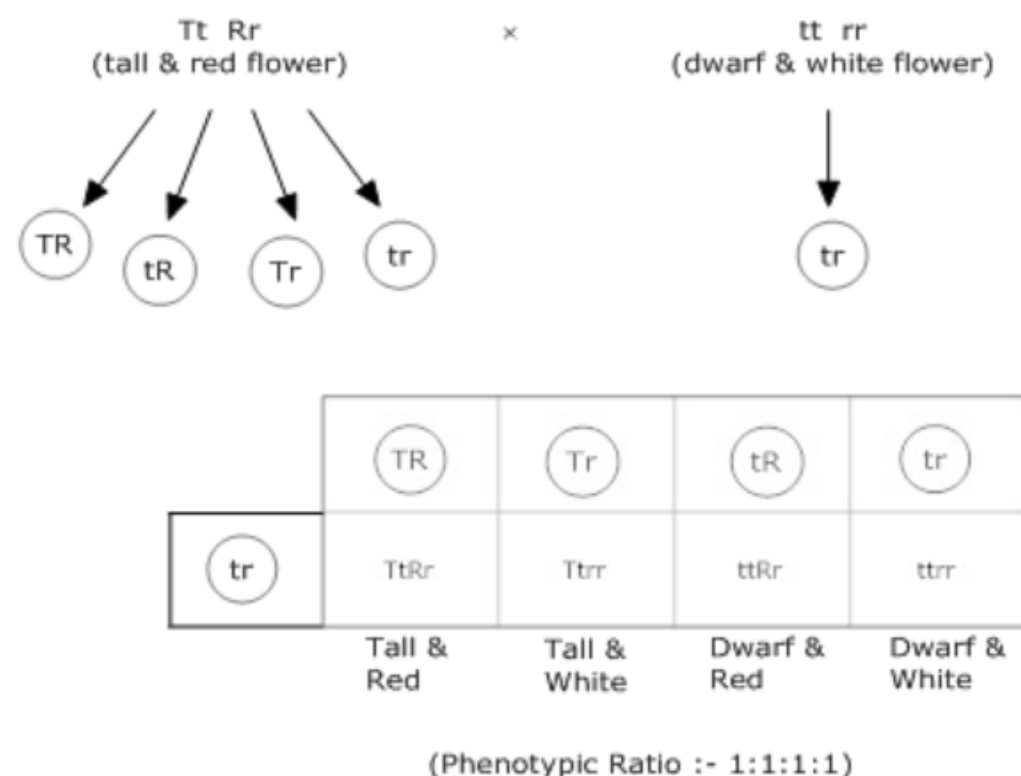 Tt Rr × tt rr
(tall & red flower) (dwarf & white flower)
TR tR Tr tr tr
TR Tr tR tr
tr TtRr Ttrr ttRr ttrr
Tall & Tall & Dwarf & Dwarf &
Red White Red White
(Phenotypic Ratio :- 1:1:1:1)